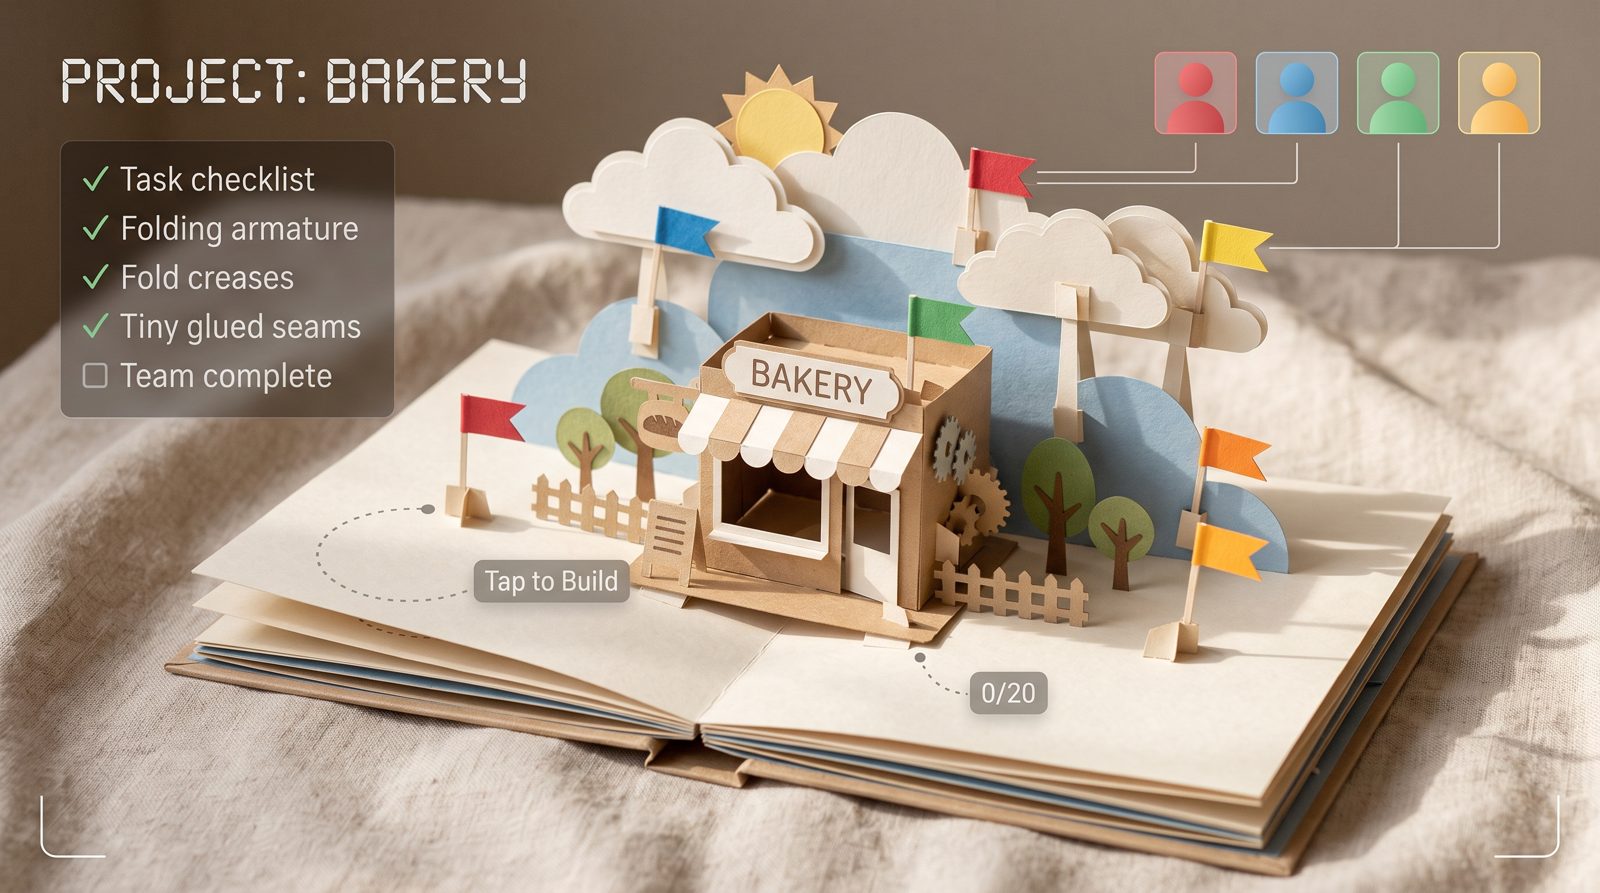 PROJECT: BAKERY
Task checklist
Folding armature
Fold creases
Tiny glued seams
Team complete
BAKERY
Tap to Build
0/20